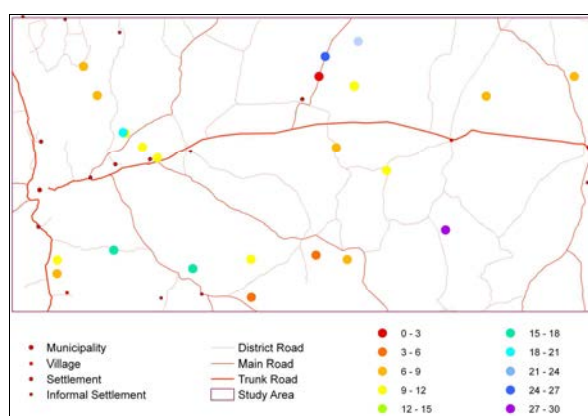 Municipality
Village
Settlement
Informal Settlement
District Road
Main Road
Trunk Road
Study Area
0 - 3
3 - 6
6 - 9
9 - 12
12 - 15
15 - 18
18 - 21
21 - 24
24 - 27
27 - 30